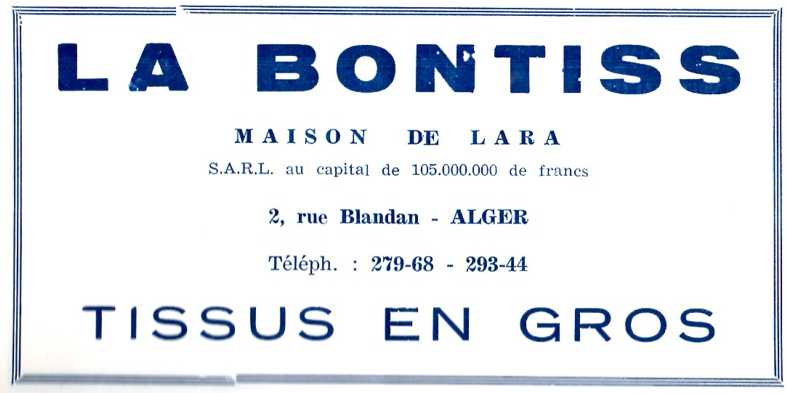 LA BONTISS
MAISON DE LARA
S.A.R.L. au capital de 105.000.000 de francs
2, rue Blandan - ALGER
Téléph. : 279-68 - 293-44
TISSUS EN GROS